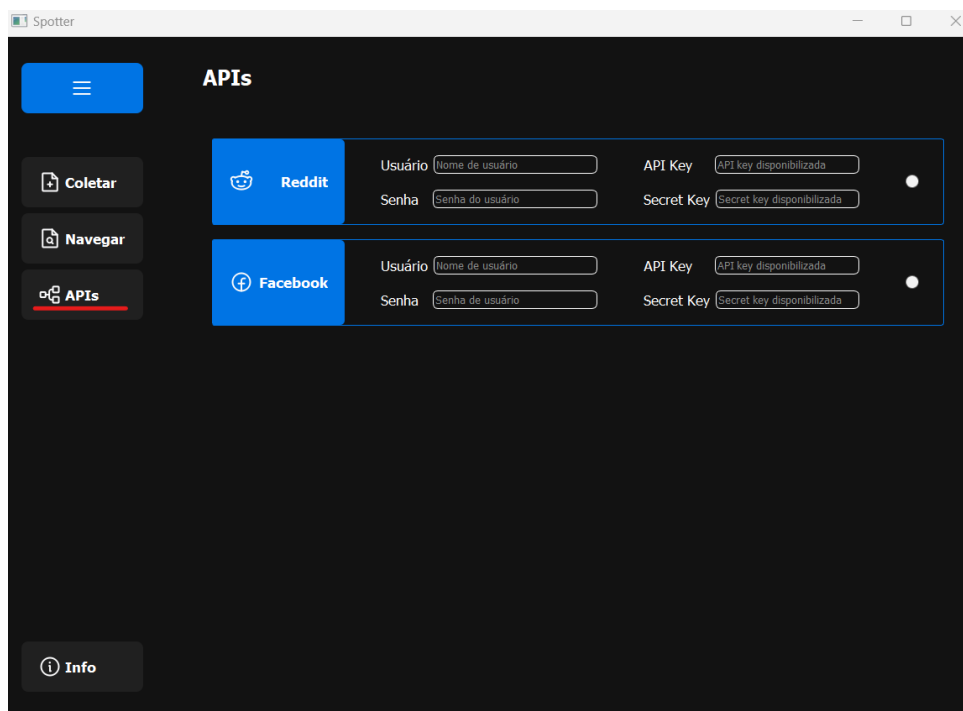 Spotter
APIs
Coletar
Navegar
APIs
Info
Reddit
Usuário Nome de usuário API Key API key disponibilizada
Senha Senha do usuário Secret Key Secret key disponibilizada
Facebook
Usuário Nome de usuário API Key API key disponibilizada
Senha Senha de usuário Secret Key Secret key disponibilizada